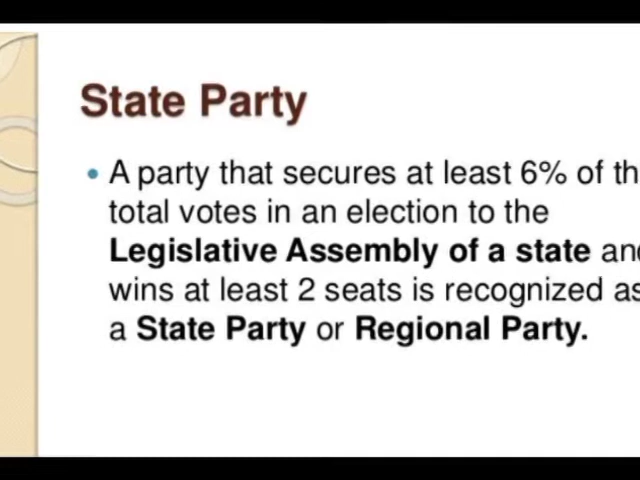 State Party
• A party that secures at least 6% of th
total votes in an election to the
Legislative Assembly of a state and
wins at least 2 seats is recognized as
a State Party or Regional Party.